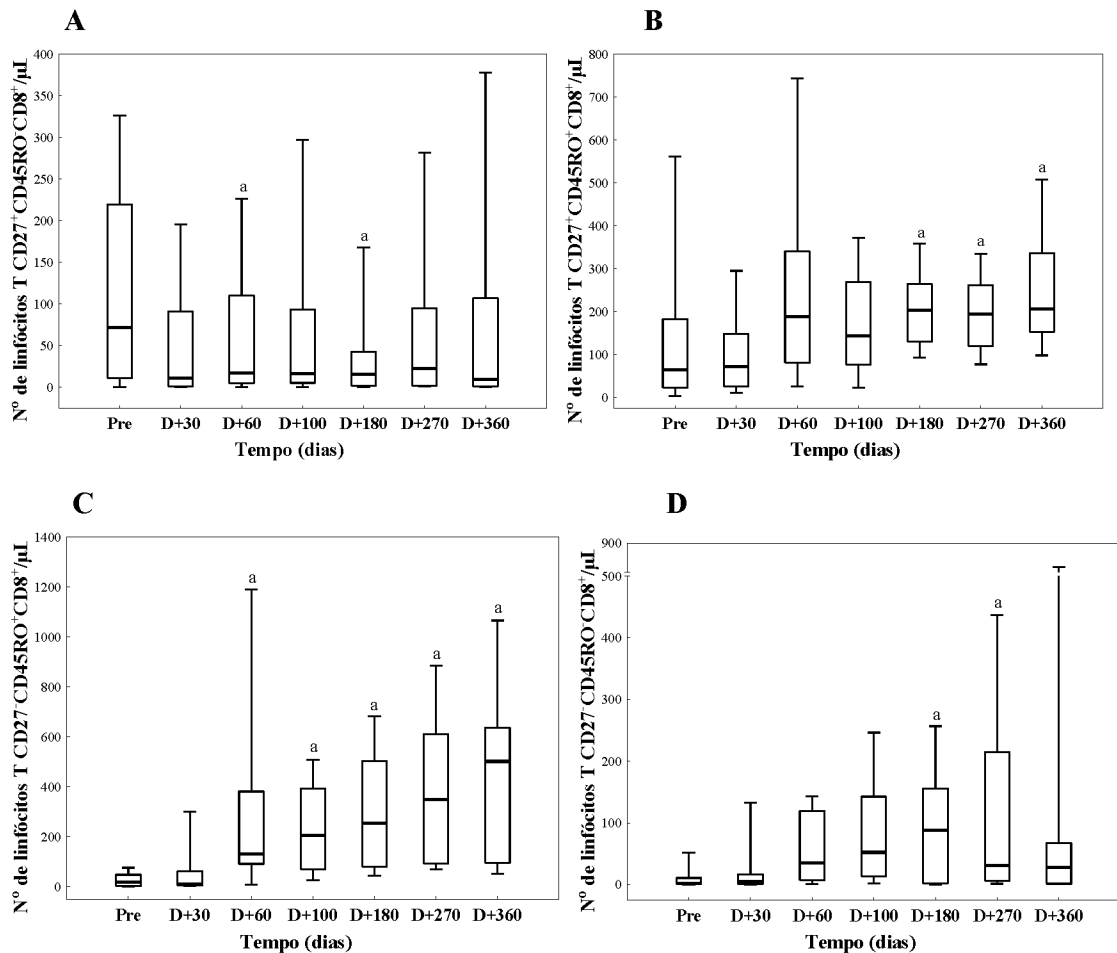 A
Nº de linfócitos T CD27⁺CD45RO⁻CD8⁺/µl
400
350
300
250
200
150
100
50
0
a
a
Pre D+30 D+60 D+100 D+180 D+270 D+360
Tempo (dias)
B
Nº de linfócitos T CD27⁺CD45RO⁺CD8⁺/µl
800
700
600
500
400
300
200
100
0
a
a
a
Pre D+30 D+60 D+100 D+180 D+270 D+360
Tempo (dias)
C
Nº de linfócitos T CD27⁻CD45RO⁺CD8⁺/µl
1400
1200
1000
800
600
400
200
0
a
a
a
a
a
Pre D+30 D+60 D+100 D+180 D+270 D+360
Tempo (dias)
D
Nº de linfócitos T CD27⁻CD45RO⁻CD8⁺/µl
900
500
400
300
200
100
0
a
a
Pre D+30 D+60 D+100 D+180 D+270 D+360
Tempo (dias)